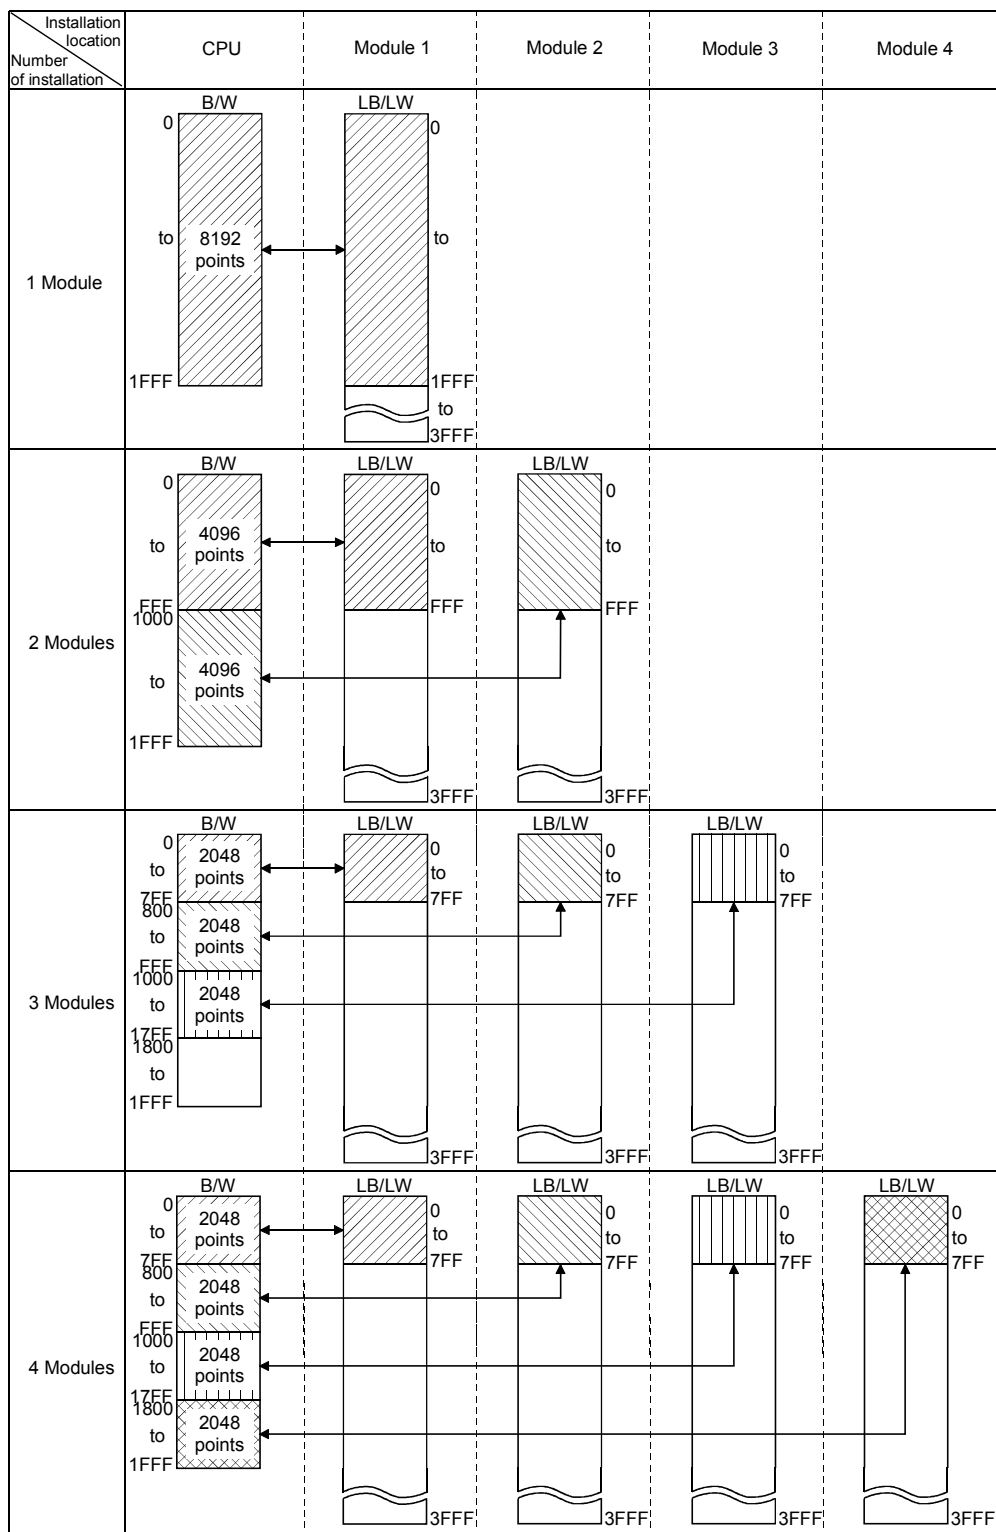 Installation
location
Number
of installation
CPU
Module 1
Module 2
Module 3
Module 4
1 Module
B/W
0
to
1FFF
8192
points
LB/LW
0
to
1FFF
to
3FFF
2 Modules
B/W
0
to
FFF
1000
to
1FFF
4096
points
4096
points
LB/LW
0
to
FFF
3FFF
LB/LW
0
to
FFF
3FFF
3 Modules
B/W
0
to
7FF
800
to
FFF
1000
to
17FF
1800
to
1FFF
2048
points
2048
points
2048
points
LB/LW
0
to
7FF
3FFF
LB/LW
0
to
7FF
3FFF
LB/LW
0
to
7FF
3FFF
4 Modules
B/W
0
to
7FF
800
to
FFF
1000
to
17FF
1800
to
1FFF
2048
points
2048
points
2048
points
2048
points
LB/LW
0
to
7FF
3FFF
LB/LW
0
to
7FF
3FFF
LB/LW
0
to
7FF
3FFF
LB/LW
0
to
7FF
3FFF